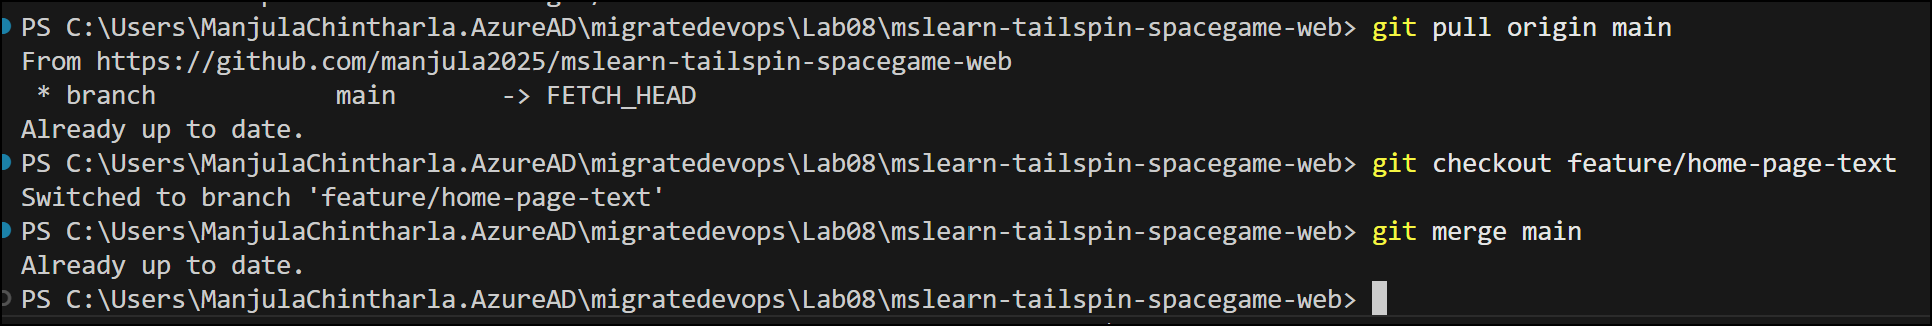 PS C:\Users\ManjulaChintharla.AzureAD\migratedevops\Lab08\mslearn-tailspin-spacegame-web> git pull origin main
From https://github.com/manjula2025/mslearn-tailspin-spacegame-web
 * branch            main       -> FETCH_HEAD
Already up to date.
PS C:\Users\ManjulaChintharla.AzureAD\migratedevops\Lab08\mslearn-tailspin-spacegame-web> git checkout feature/home-page-text
Switched to branch 'feature/home-page-text'
PS C:\Users\ManjulaChintharla.AzureAD\migratedevops\Lab08\mslearn-tailspin-spacegame-web> git merge main
Already up to date.
PS C:\Users\ManjulaChintharla.AzureAD\migratedevops\Lab08\mslearn-tailspin-spacegame-web>